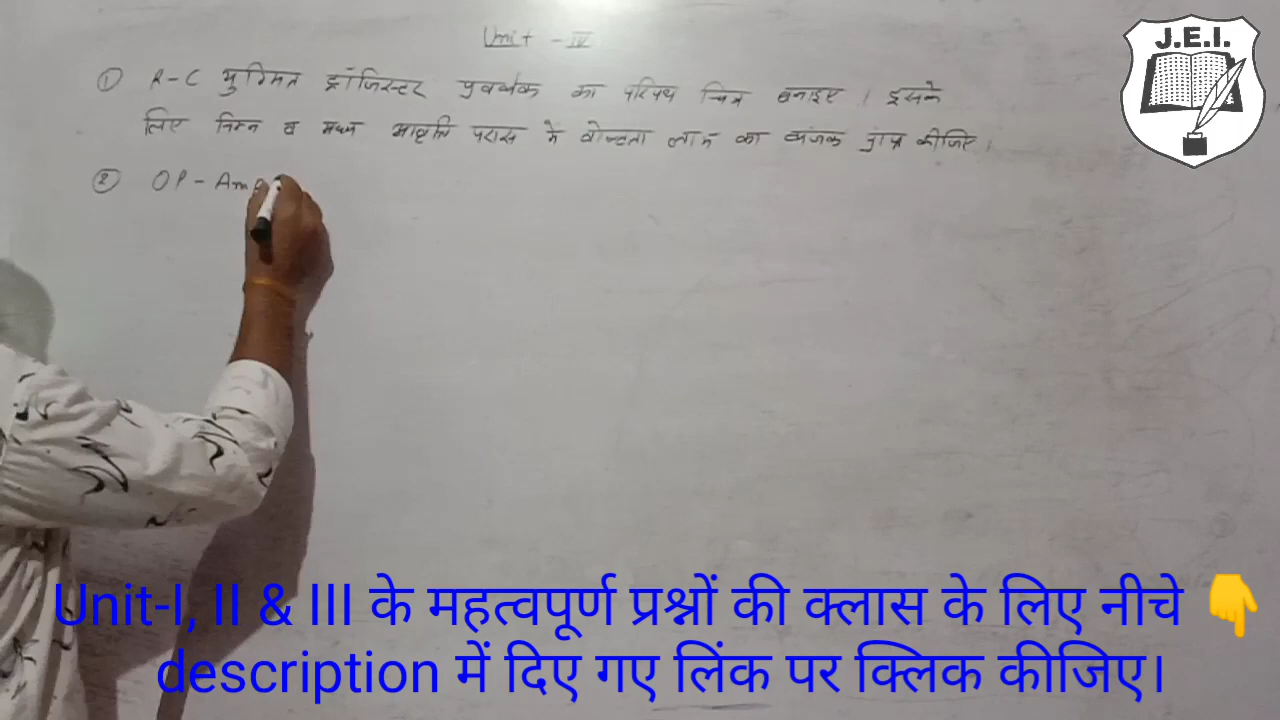 Unit - IV
J.E.I.
① R-C युग्मित ट्रांजिस्टर प्रवर्धक का परिपथ चित्र बनाइए । इसके
लिए निम्न व मध्य आवृत्ति परास में वोल्टता लाभ का व्यंजक प्राप्त कीजिए ।
② OP-Amp
Unit-I, II & III के महत्वपूर्ण प्रश्नों की क्लास के लिए नीचे 👇
description में दिए गए लिंक पर क्लिक कीजिए।